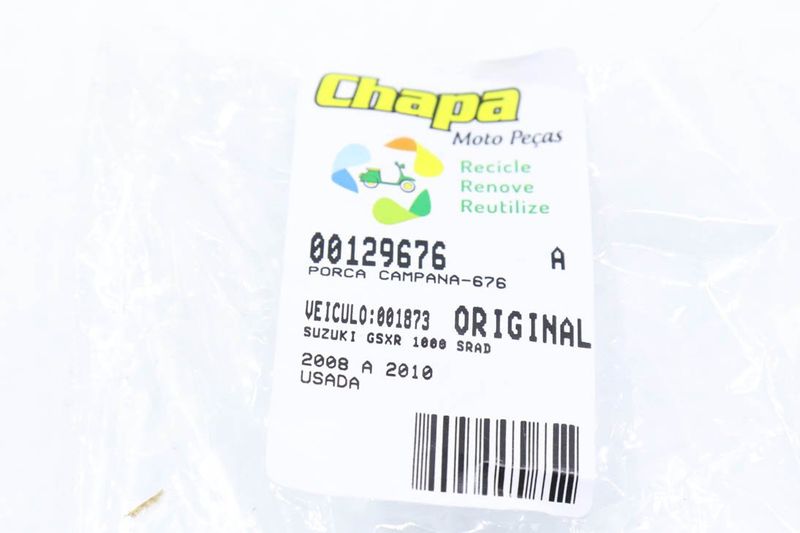 Chapa
Moto Peças
Recicle
Renove
Reutilize
00129676 A
PORCA CAMPANA-676
VEICULO:001873 ORIGINAL
SUZUKI GSXR 1000 SRAD
2008 A 2010
USADA